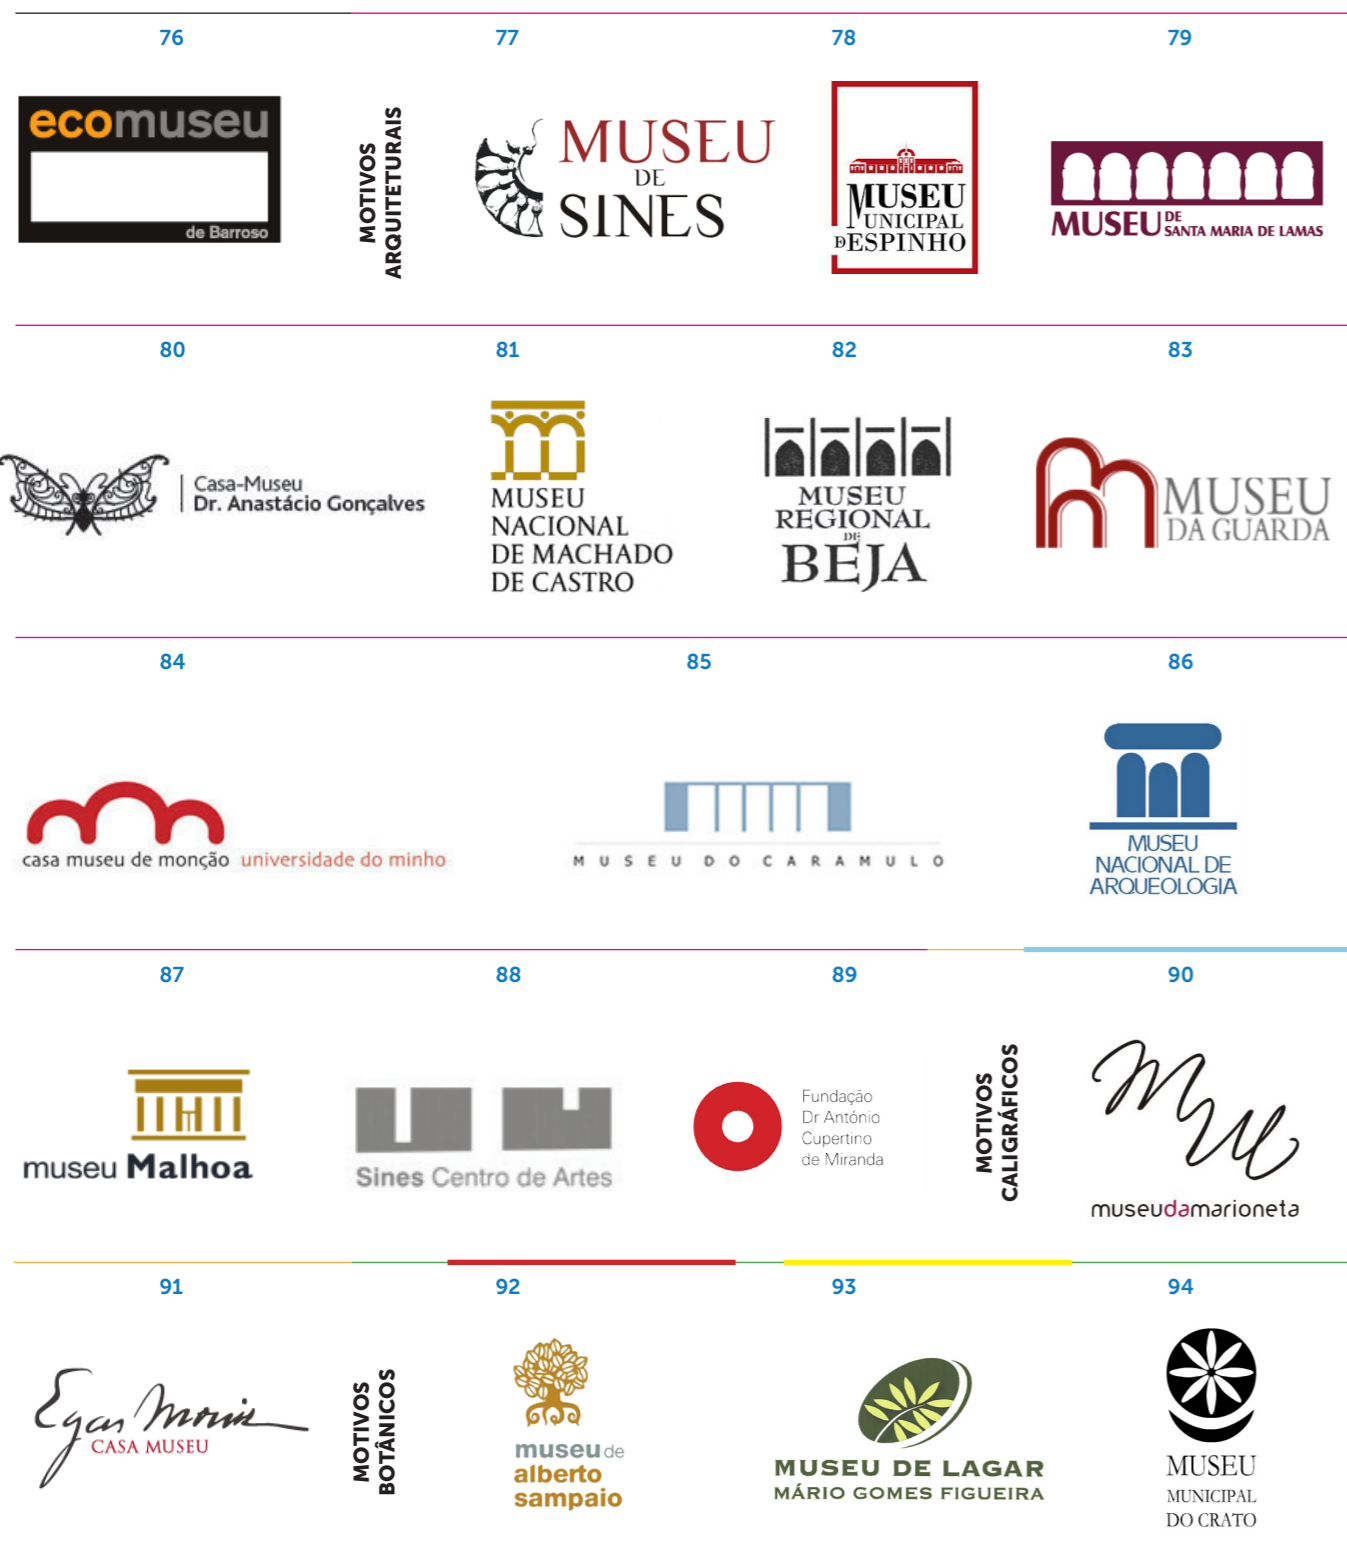 76
77
78
79
ecomuseu
de Barroso
MOTIVOS
ARQUITETURAIS
MUSEU
DE
SINES
MUSEU
MUNICIPAL
DE ESPINHO
MUSEU DE
SANTA MARIA DE LAMAS
80
81
82
83
Casa-Museu
Dr. Anastácio Gonçalves
MUSEU
NACIONAL
DE MACHADO
DE CASTRO
MUSEU
REGIONAL
DE
BEJA
MUSEU
DA GUARDA
84
85
86
casa museu de monção universidade do minho
MUSEU DO CARAMULO
MUSEU
NACIONAL DE
ARQUEOLOGIA
87
88
89
90
museu Malhoa
Sines Centro de Artes
Fundação
Dr António
Cupertino
de Miranda
MOTIVOS
CALIGRÁFICOS
museudamarioneta
91
92
93
94
Egas Moniz
CASA MUSEU
MOTIVOS
BOTÂNICOS
museu de
alberto
sampaio
MUSEU DE LAGAR
MÁRIO GOMES FIGUEIRA
MUSEU
MUNICIPAL
DO CRATO